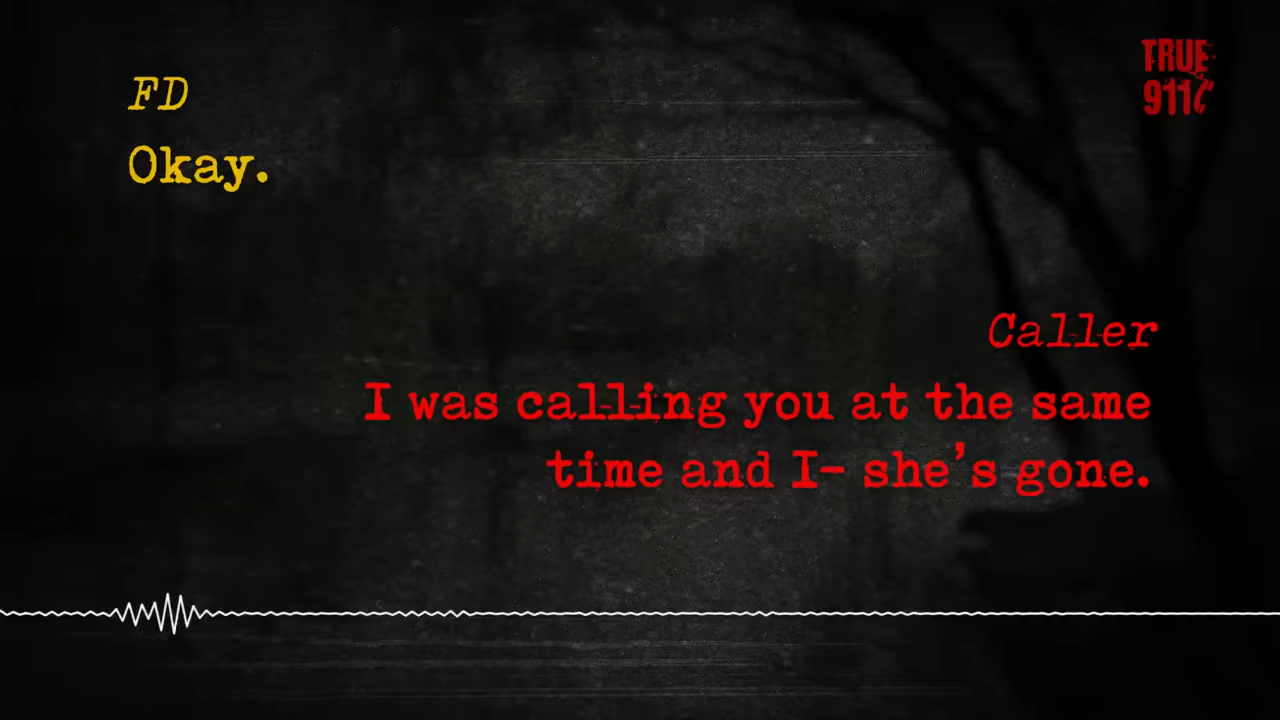 FD
Okay.
TRUE
911
Caller
I was calling you at the same
time and I- she's gone.